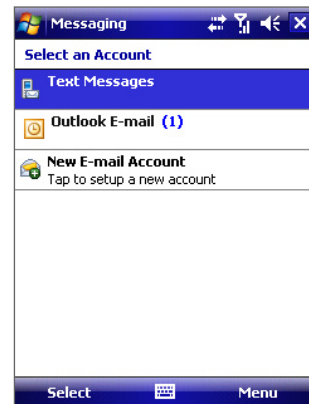 Messaging
Select an Account
Text Messages
Outlook E-mail (1)
New E-mail Account
Tap to setup a new account
Select Menu